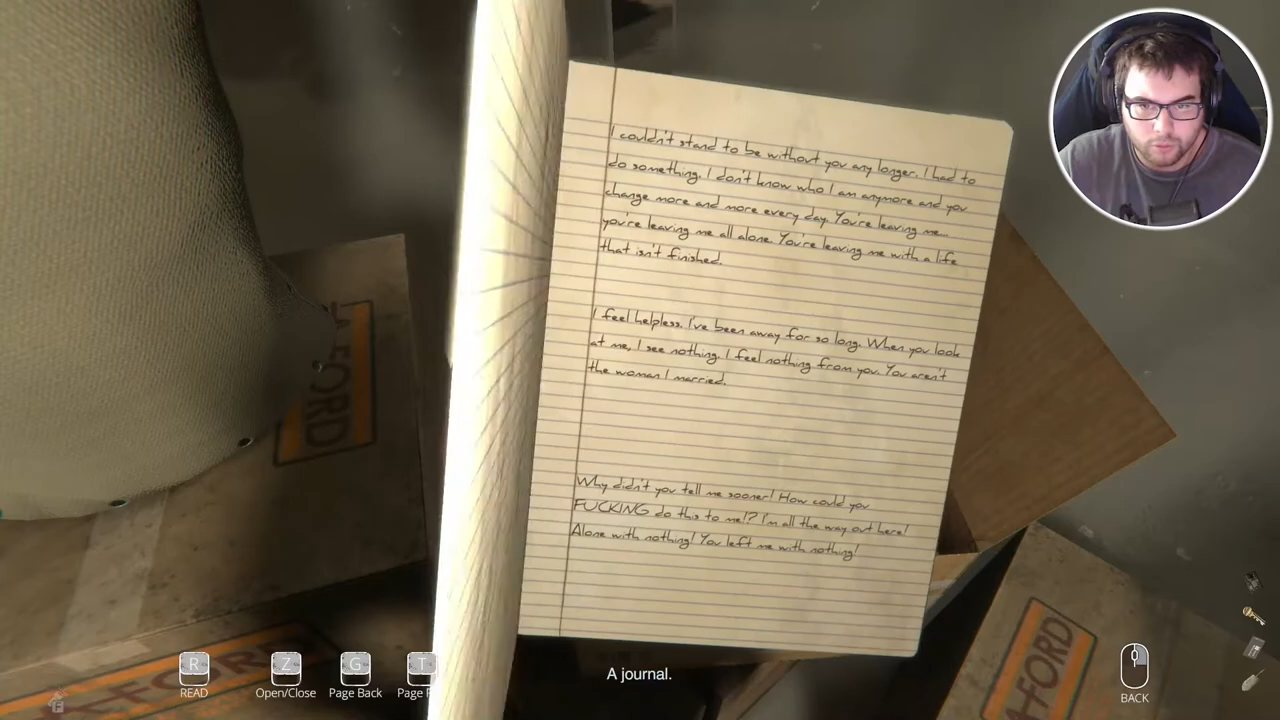 I couldn't stand to be without you any longer. I had to
do something. I don't know who I am anymore and you
change more and more every day. You're leaving me...
you're leaving me all alone. You're leaving me with a life
that isn't finished.
I feel helpless. I've been away for so long. When you look
at me, I see nothing. I feel nothing from you. You aren't
the woman I married.
Why didn't you tell me sooner! How could you
FUCKING do this to me!? I'm all the way out here!
Alone with nothing! You left me with nothing!
A-FORD
A-FORD
A-FORD
R
Z
G
T
READ
Open/Close
Page Back
Page F
A journal.
BACK
F